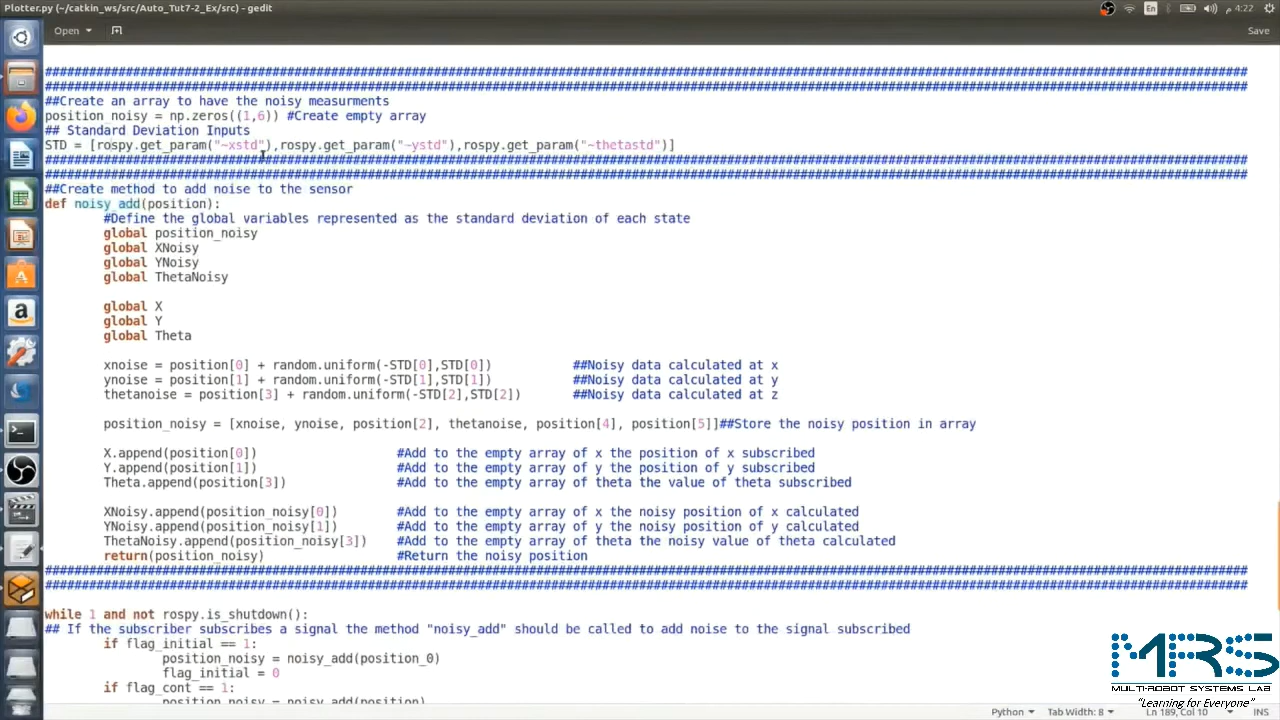 Plotter.py (~/catkin_ws/src/Auto_Tut7-2_Ex/src) - gedit
En
4:22
Open
Save
##Create an array to have the noisy measurments
position_noisy = np.zeros((1,6)) #Create empty array
## Standard Deviation Inputs
STD = [rospy.get_param("~xstd"),rospy.get_param("~ystd"),rospy.get_param("~thetastd")]
##Create method to add noise to the sensor
def noisy_add(position):
#Define the global variables represented as the standard deviation of each state
global position_noisy
global XNoisy
global YNoisy
global ThetaNoisy
global X
global Y
global Theta
xnoise = position[0] + random.uniform(-STD[0],STD[0]) ##Noisy data calculated at x
ynoise = position[1] + random.uniform(-STD[1],STD[1]) ##Noisy data calculated at y
thetanoise = position[3] + random.uniform(-STD[2],STD[2]) ##Noisy data calculated at z
position_noisy = [xnoise, ynoise, position[2], thetanoise, position[4], position[5]]##Store the noisy position in array
X.append(position[0]) #Add to the empty array of x the position of x subscribed
Y.append(position[1]) #Add to the empty array of y the position of y subscribed
Theta.append(position[3]) #Add to the empty array of theta the value of theta subscribed
XNoisy.append(position_noisy[0]) #Add to the empty array of x the noisy position of x calculated
YNoisy.append(position_noisy[1]) #Add to the empty array of y the noisy position of y calculated
ThetaNoisy.append(position_noisy[3]) #Add to the empty array of theta the noisy value of theta calculated
return(position_noisy) #Return the noisy position
while 1 and not rospy.is_shutdown():
## If the subscriber subscribes a signal the method "noisy_add" should be called to add noise to the signal subscribed
if flag_initial == 1:
position_noisy = noisy_add(position_0)
flag_initial = 0
if flag_cont == 1:
position_noisy = noisy_add(position)
MRS
MULTI-ROBOT SYSTEMS LAB
"Learning for Everyone"
Python
Tab Width: 8
Ln 189, Col 10
INS